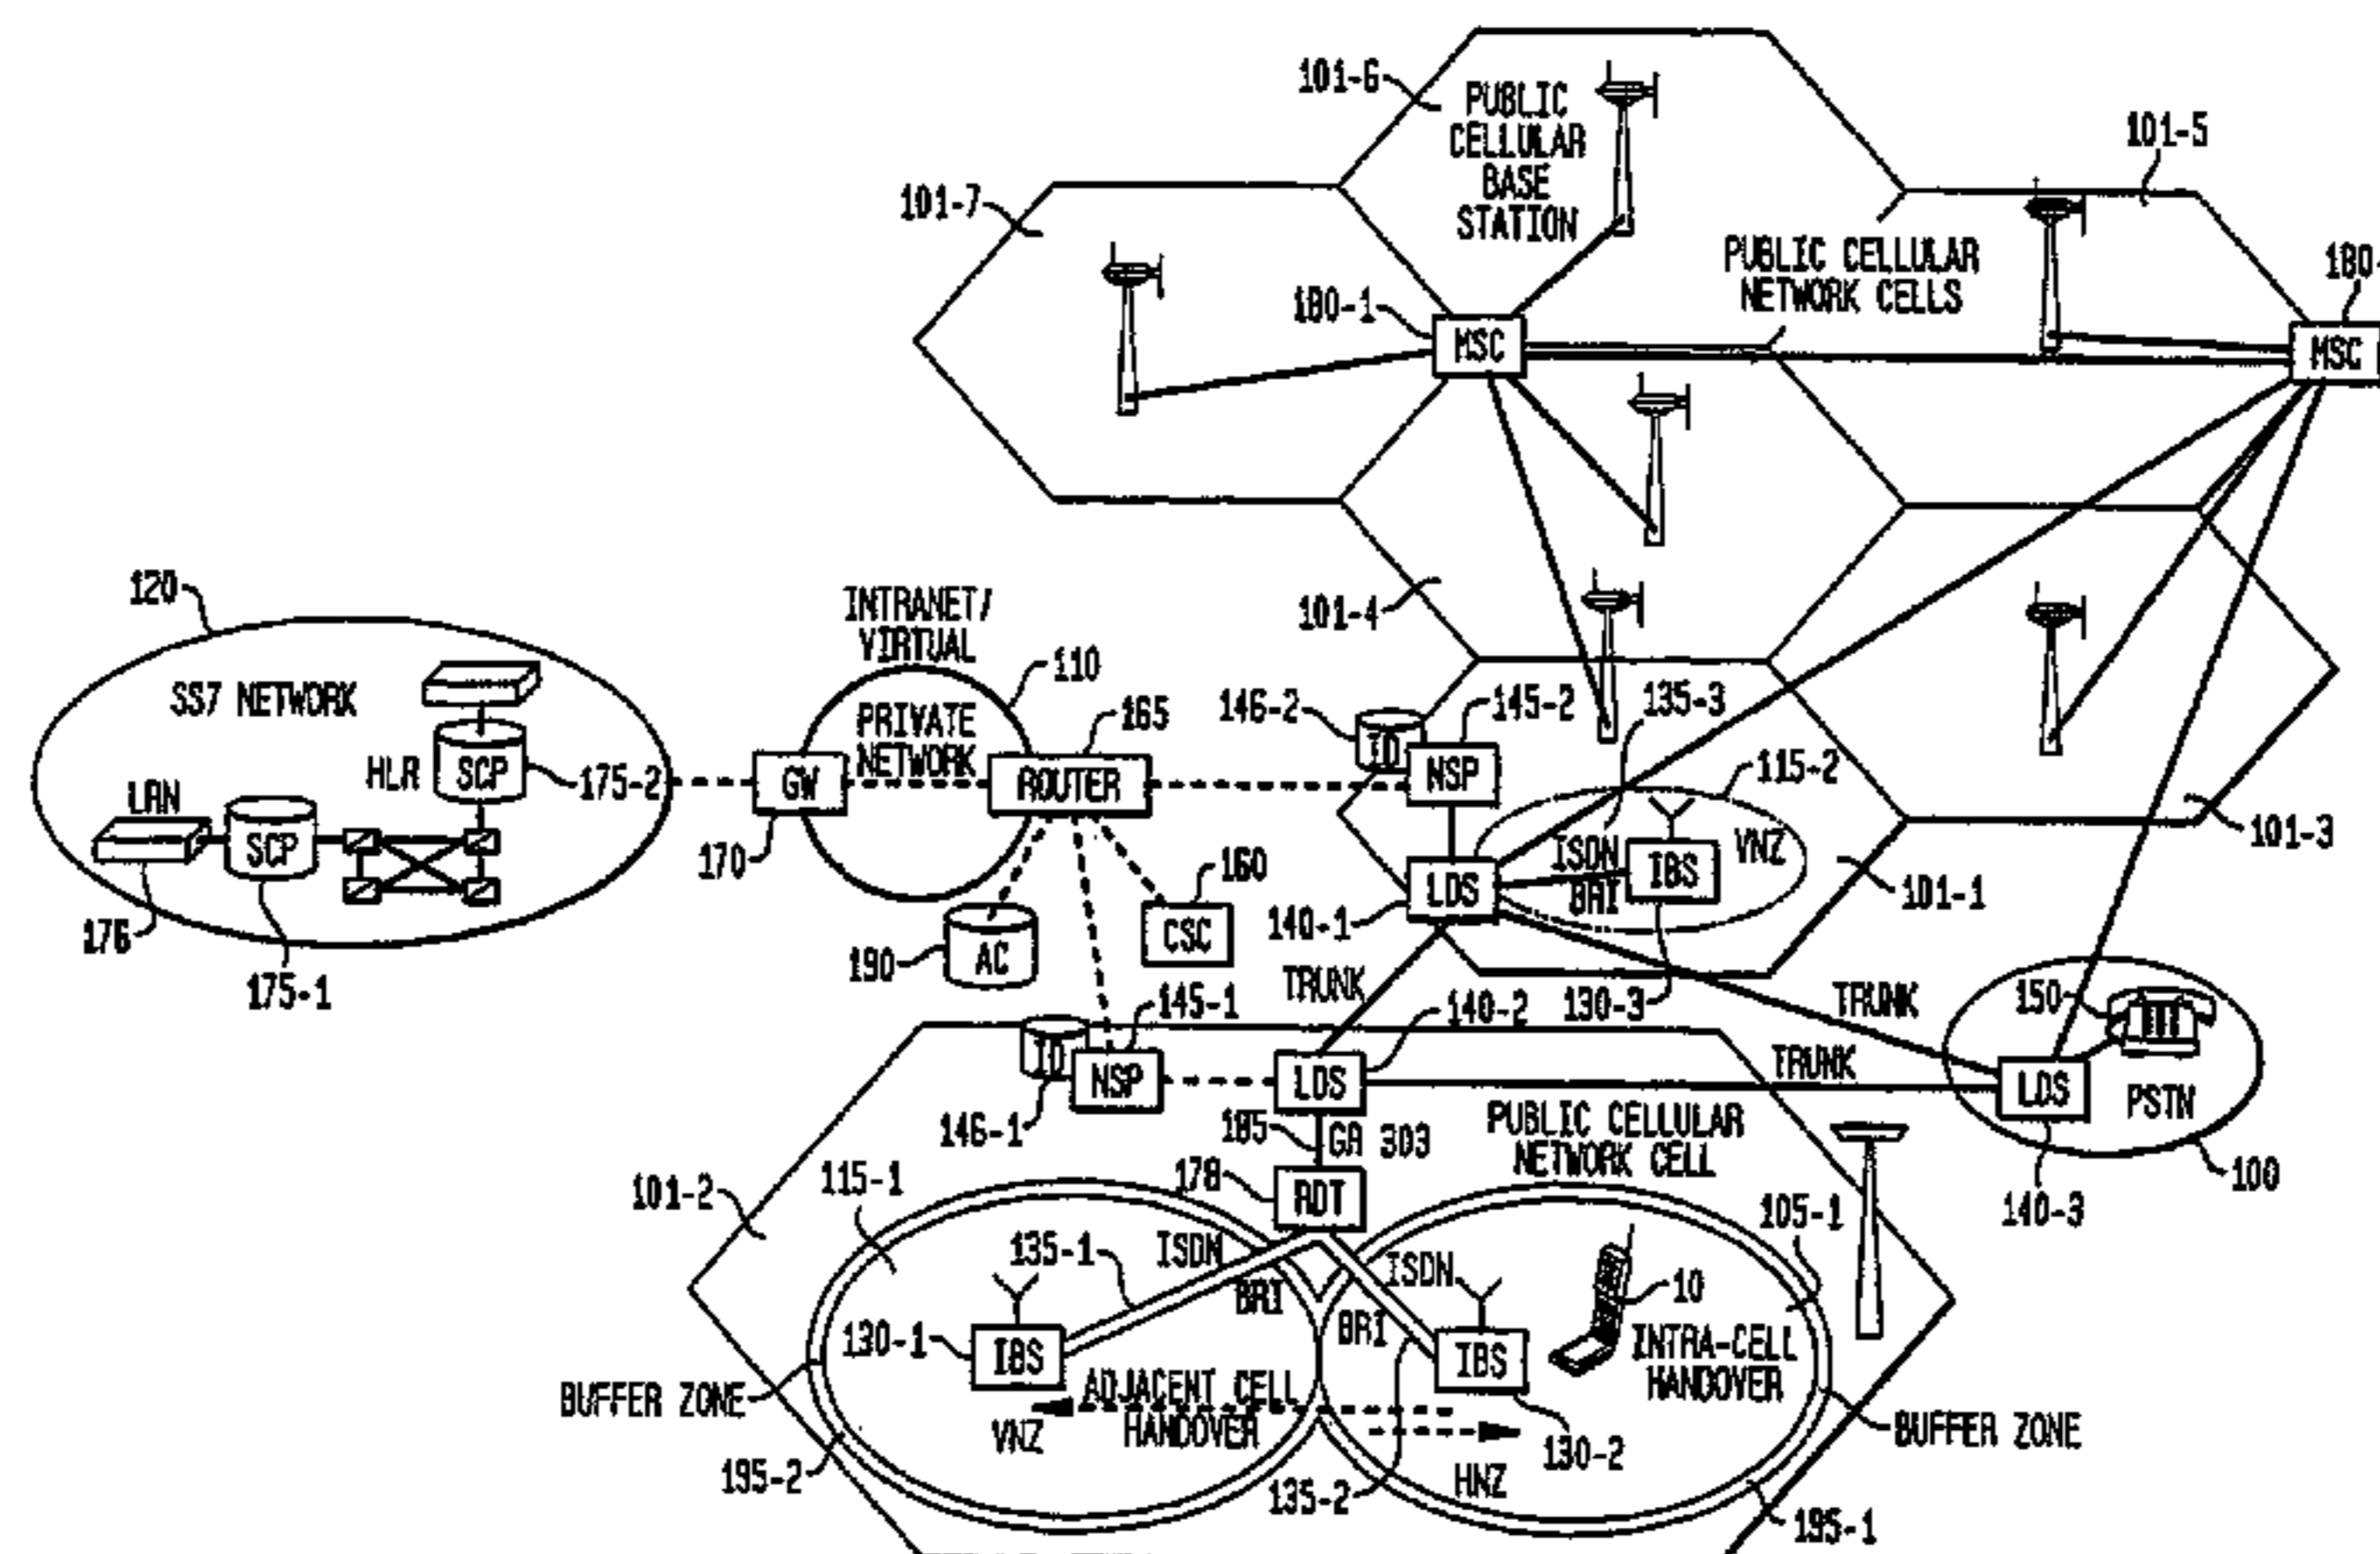 101-6
PUBLIC
CELLULAR
BASE
STATION
101-5
101-7
PUBLIC CELLULAR
NETWORK CELLS
180-1
180-
MSC
MSC
120
INTRANET/
VIRTUAL
PRIVATE
NETWORK
110
101-4
SS7 NETWORK
165
146-2
145-2
135-3
ID
NSP
115-2
HLR
SCP
175-2
GW
ROUTER
LAN
SCP
170
160
ISDN
BRI
IBS
VNZ
101-3
LDS
101-1
176
175-1
190
AC
CSC
140-1
TRUNK
130-3
TRUNK
150
145-1
140-2
ID
NSP
LDS
TRUNK
LDS
PSTN
146-1
185
GR 303
PUBLIC CELLULAR
NETWORK CELL
101-2
115-1
178
RDT
105-1
140-3
100
135-1
ISDN
BRI
ISDN
BRI
10
130-1
IBS
IBS
INTRA-CELL
HANDOVER
BUFFER ZONE
ADJACENT CELL
HANDOVER
VNZ
BUFFER ZONE
130-2
195-2
135-2
HNZ
195-1